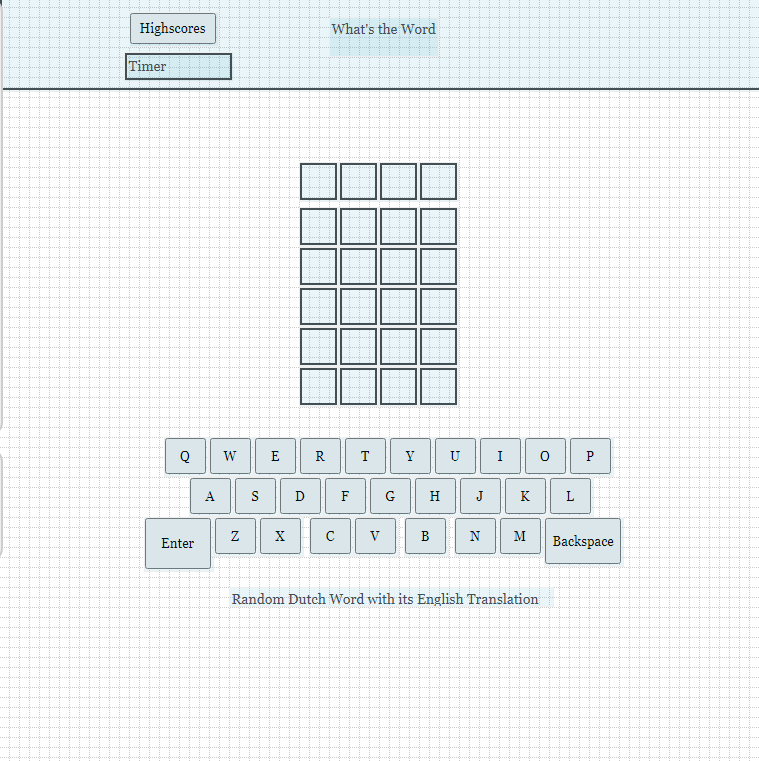 Highscores
What's the Word
Timer
Q W E R T Y U I O P
A S D F G H J K L
Enter Z X C V B N M Backspace
Random Dutch Word with its English Translation